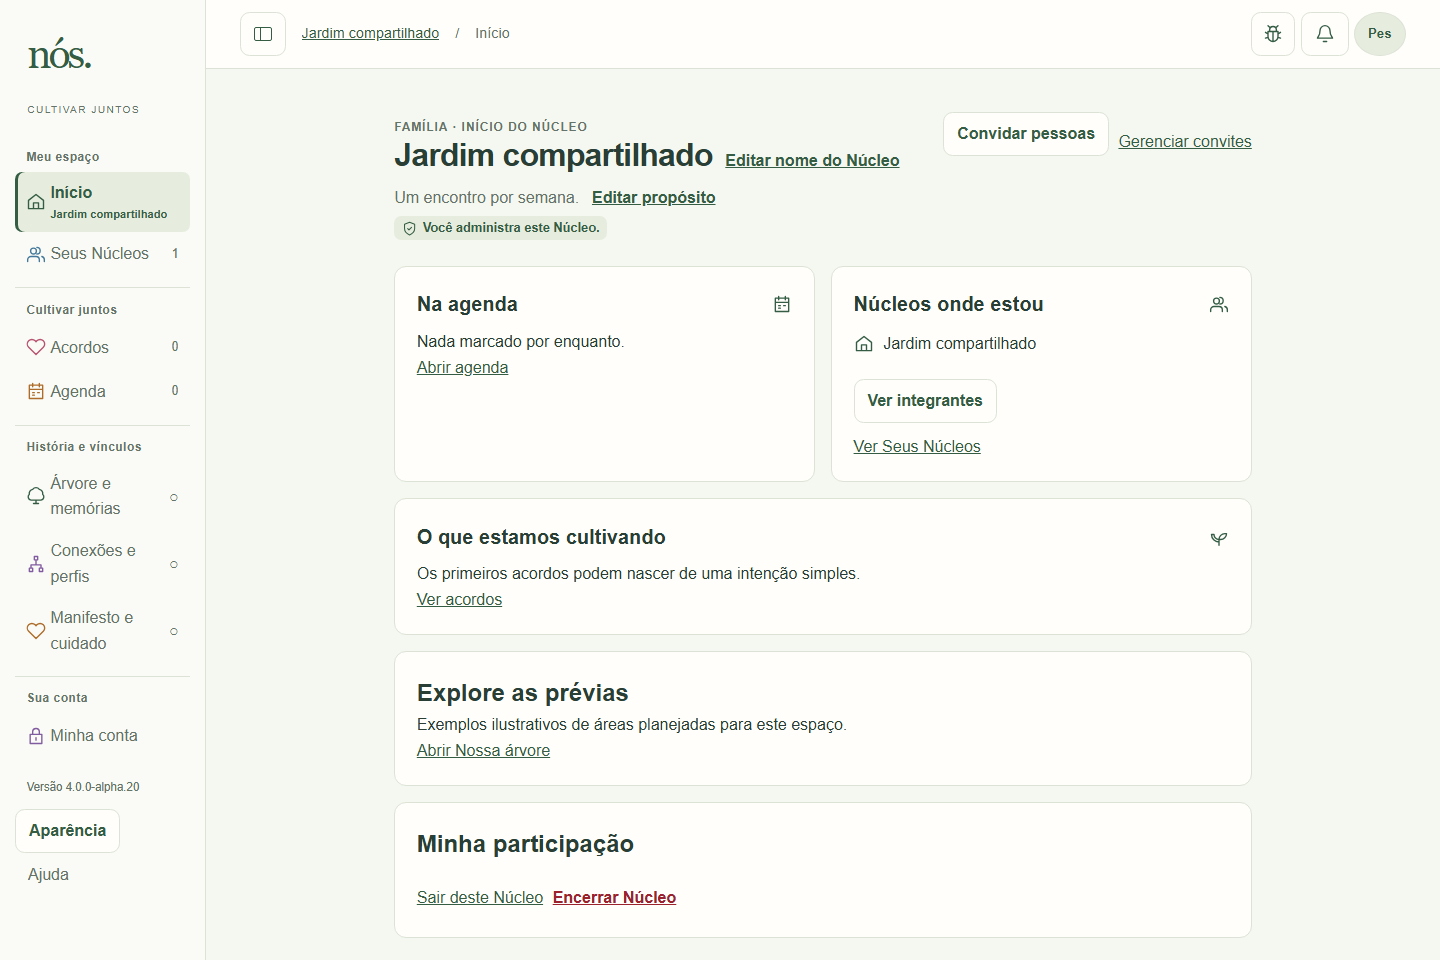 nós.
CULTIVAR JUNTOS
Meu espaço
Início
Jardim compartilhado
Seus Núcleos 1
Cultivar juntos
Acordos 0
Agenda 0
História e vínculos
Árvore e
memórias
Conexões e
perfis
Manifesto e
cuidado
Sua conta
Minha conta
Versão 4.0.0-alpha.20
Aparência
Ajuda
Jardim compartilhado / Início
Pes
FAMÍLIA · INÍCIO DO NÚCLEO
Jardim compartilhado Editar nome do Núcleo
Convidar pessoas Gerenciar convites
Um encontro por semana. Editar propósito
Você administra este Núcleo.
Na agenda
Nada marcado por enquanto.
Abrir agenda
Núcleos onde estou
Jardim compartilhado
Ver integrantes
Ver Seus Núcleos
O que estamos cultivando
Os primeiros acordos podem nascer de uma intenção simples.
Ver acordos
Explore as prévias
Exemplos ilustrativos de áreas planejadas para este espaço.
Abrir Nossa árvore
Minha participação
Sair deste Núcleo Encerrar Núcleo